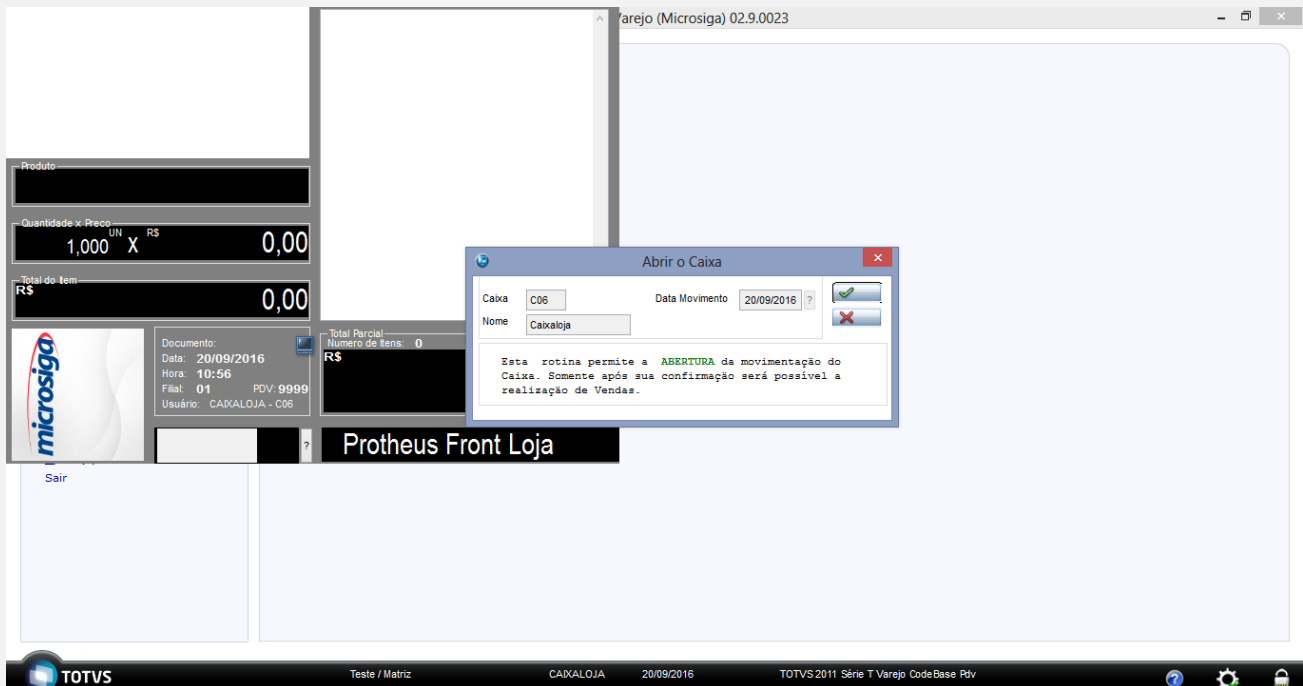 Varejo (Microsiga) 02.9.0023
Produto
Quantidade x Preco
1,000 UN X R$ 0,00
Total do Item
R$ 0,00
microsiga
Documento:
Data: 20/09/2016
Hora: 10:56
Filial: 01 PDV: 9999
Usuário: CAIXALOJA - C06
Total Parcial
Numero de Itens: 0
R$
?
Protheus Front Loja
Abrir o Caixa
Caixa C06 Data Movimento 20/09/2016 ?
Nome Caixaloja
Esta rotina permite a ABERTURA da movimentação do
Caixa. Somente após sua confirmação será possível a
realização de Vendas.
Sair
TOTVS Teste / Matriz CAIXALOJA 20/09/2016 TOTVS 2011 Série T Varejo CodeBase Pdv ?